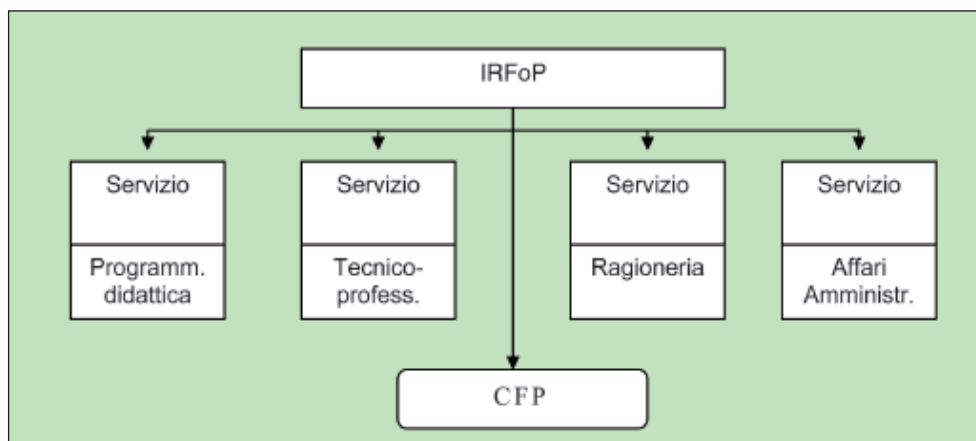 IRFoP
Servizio
Programm.
didattica
Servizio
Tecnico-
profess.
Servizio
Ragioneria
Servizio
Affari
Amministr.
CFP